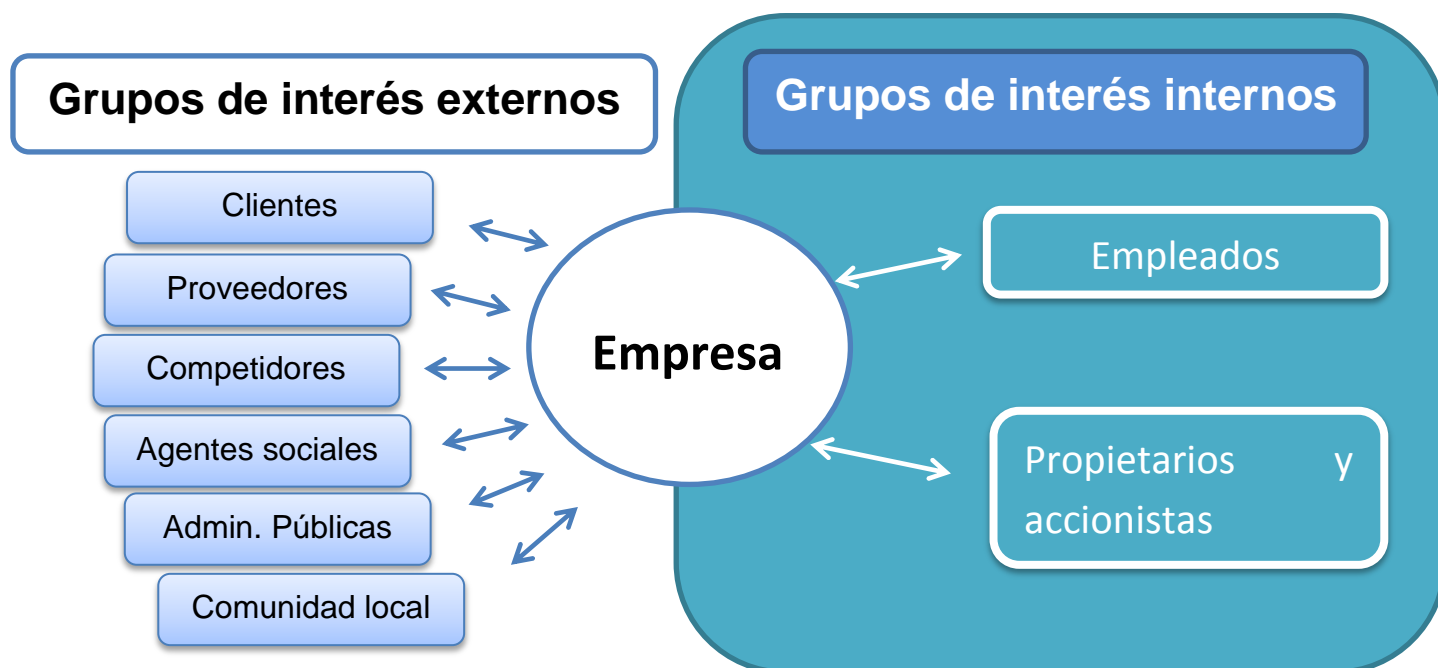 Grupos de interés externos
Clientes
Proveedores
Competidores
Agentes sociales
Admin. Públicas
Comunidad local
Empresa
Grupos de interés internos
Empleados
Propietarios y
accionistas